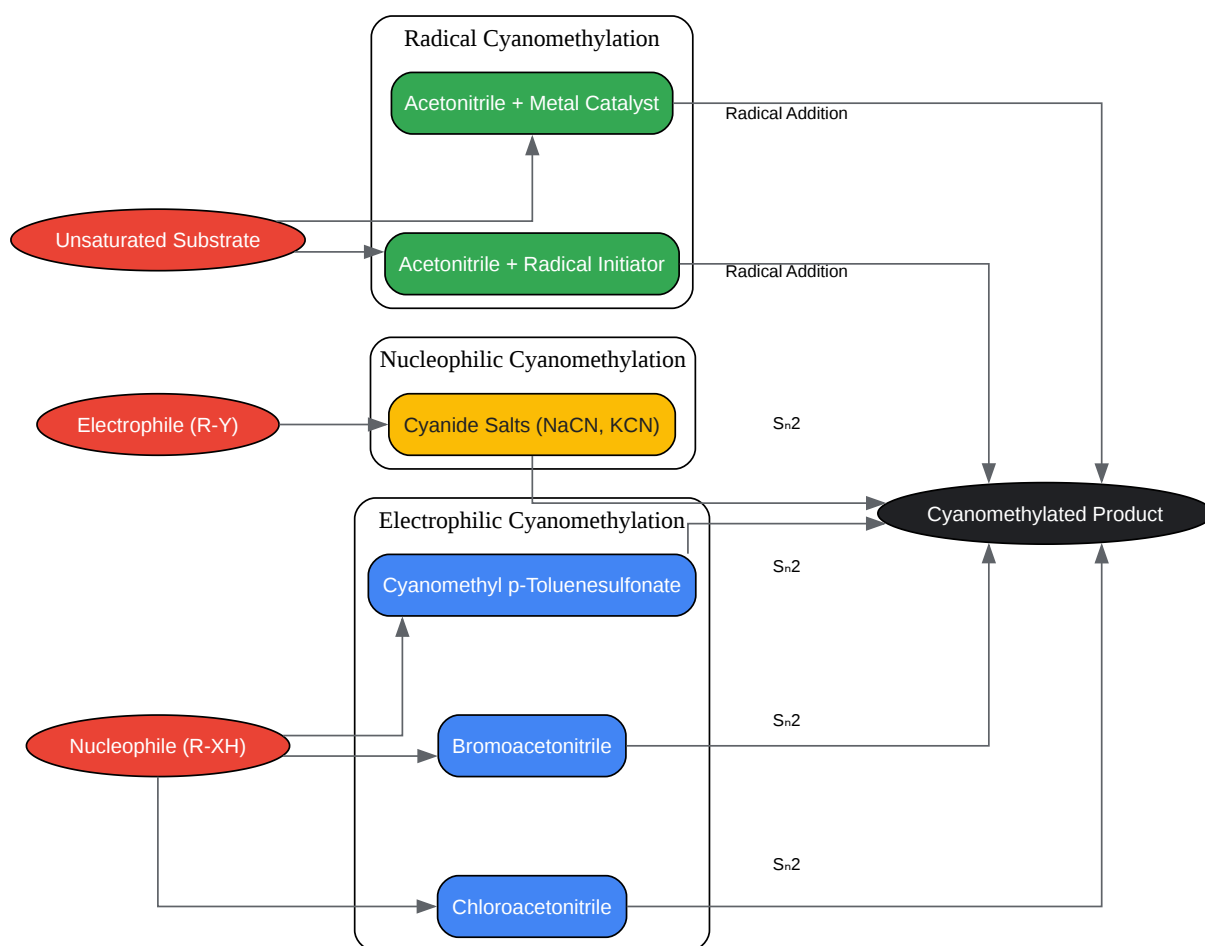 Radical Cyanomethylation
Acetonitrile + Metal Catalyst
Radical Addition
Unsaturated Substrate
Acetonitrile + Radical Initiator
Radical Addition
Nucleophilic Cyanomethylation
Electrophile (R-Y)
Cyanide Salts (NaCN, KCN)
Sₙ2
Cyanomethylated Product
Electrophilic Cyanomethylation
Cyanomethyl p-Toluenesulfonate
Sₙ2
Nucleophile (R-XH)
Bromoacetonitrile
Sₙ2
Chloroacetonitrile
Sₙ2